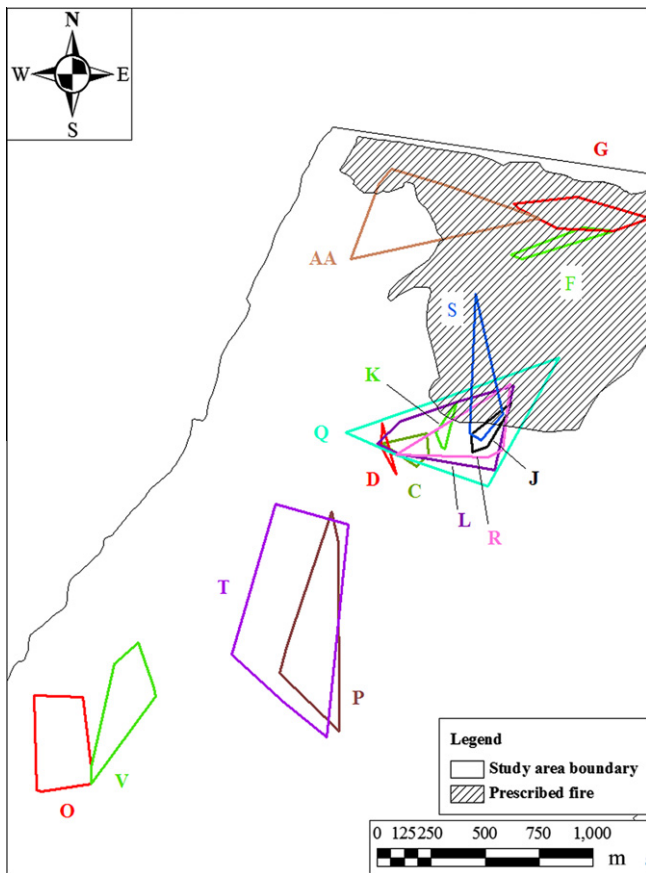 N
W E
S
G
AA
F
S
K
Q
D
C
J
L
R
T
P
V
O
Legend
Study area boundary
Prescribed fire
0 125 250 500 750 1,000
m